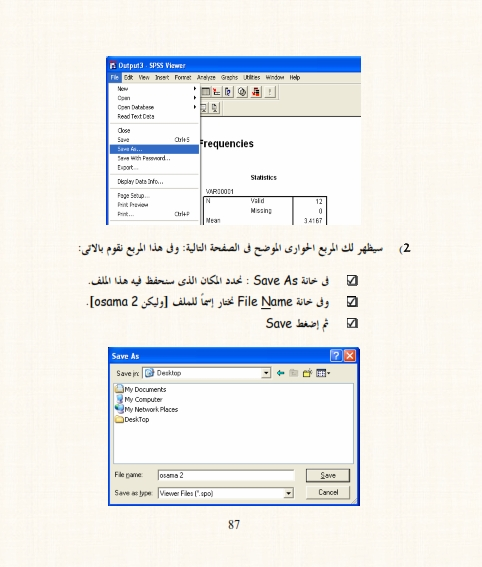 Output3 - SPSS Viewer
File Edit View Insert Format Analyze Graphs Utilities Window Help
New
Open
Open Database
Read Text Data
Close
Save Ctrl+S
Save As...
Save With Password...
Export...
Display Data Info...
Page Setup...
Print Preview
Print... Ctrl+P
Frequencies
Statistics
VAR00001
N Valid 12
Missing 0
Mean 3.4167
2) سيظهر لك المربع الحوارى الموضح فى الصفحة التالية: وفى هذا المربع نقوم بالاتى:
فى خانة Save As : نحدد المكان الذى ستحفظ فيه هذا الملف.
وفى خانة File Name نختار إسماً للملف [وليكن osama 2].
ثم إضغط Save
Save As
Save in: Desktop
My Documents
My Computer
My Network Places
DeskTop
File name: osama 2 Save
Save as type: Viewer Files (*.spo) Cancel
87